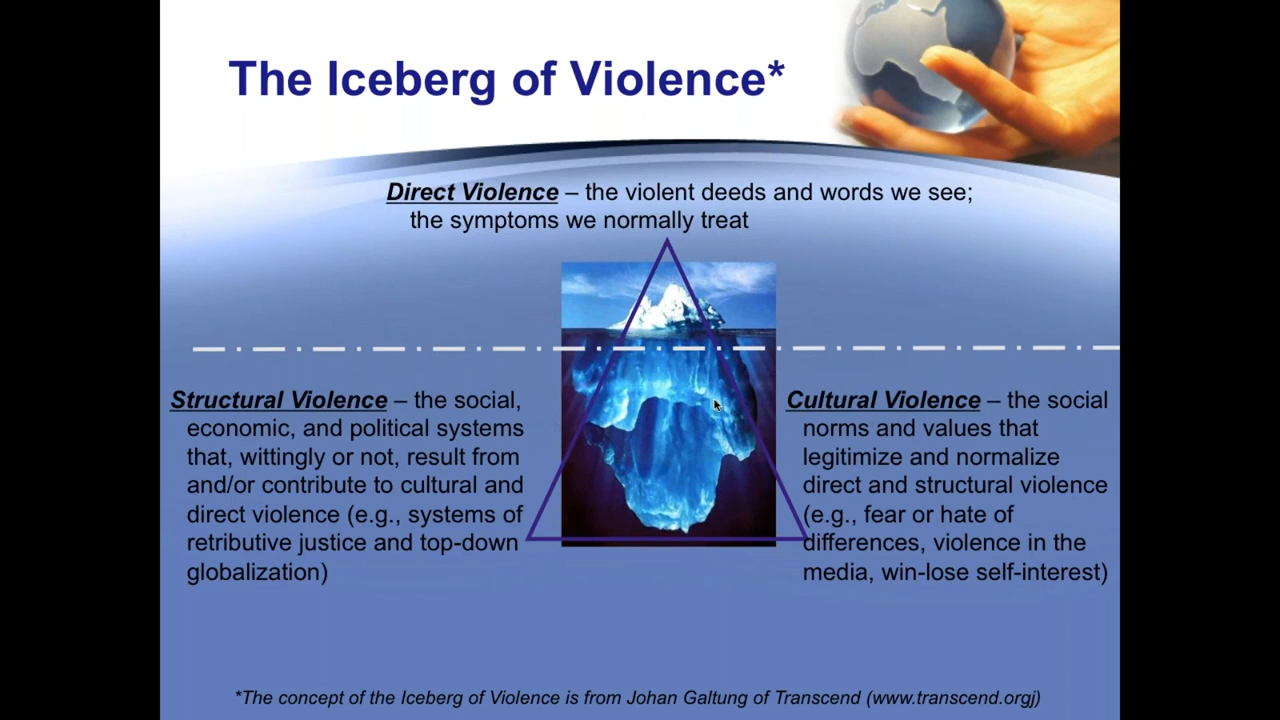 The Iceberg of Violence*
Direct Violence – the violent deeds and words we see;
the symptoms we normally treat
Structural Violence – the social,
economic, and political systems
that, wittingly or not, result from
and/or contribute to cultural and
direct violence (e.g., systems of
retributive justice and top-down
globalization)
Cultural Violence – the social
norms and values that
legitimize and normalize
direct and structural violence
(e.g., fear or hate of
differences, violence in the
media, win-lose self-interest)
*The concept of the Iceberg of Violence is from Johan Galtung of Transcend (www.transcend.orgj)